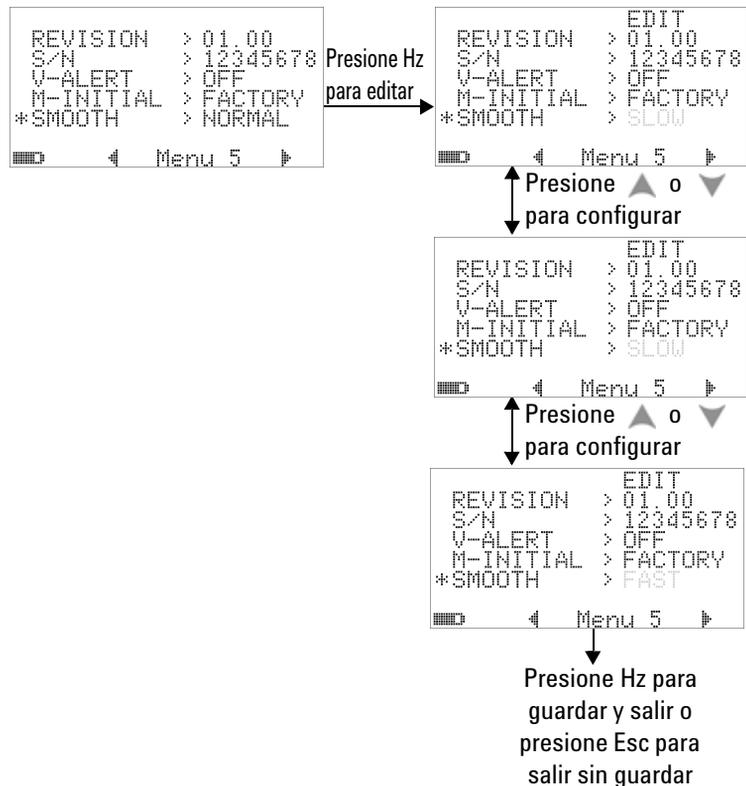 REVISION > 01.00
S/N > 12345678
V-ALERT > OFF
M-INITIAL > FACTORY
*SMOOTH > NORMAL
Menu 5
Presione Hz
para editar
EDIT
REVISION > 01.00
S/N > 12345678
V-ALERT > OFF
M-INITIAL > FACTORY
*SMOOTH > SLOW
Menu 5
Presione o
para configurar
EDIT
REVISION > 01.00
S/N > 12345678
V-ALERT > OFF
M-INITIAL > FACTORY
*SMOOTH > SLOW
Menu 5
Presione o
para configurar
EDIT
REVISION > 01.00
S/N > 12345678
V-ALERT > OFF
M-INITIAL > FACTORY
*SMOOTH > FAST
Menu 5
Presione Hz para
guardar y salir o
presione Esc para
salir sin guardar